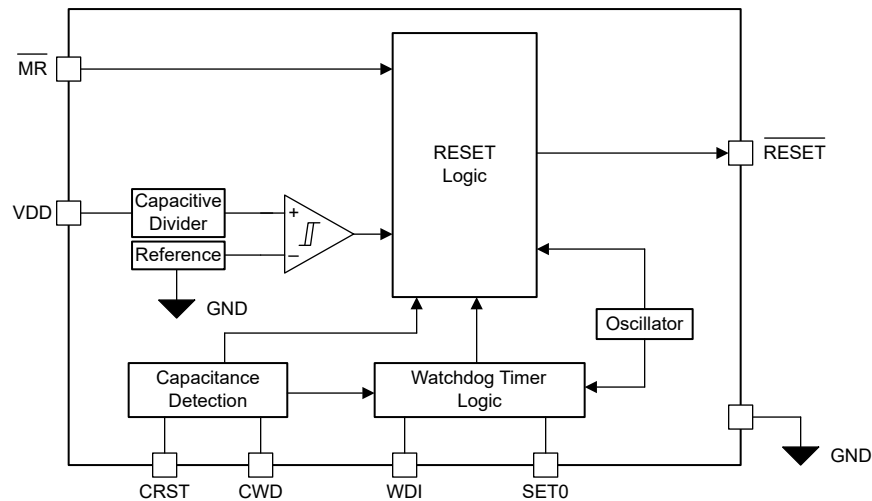 MR
RESET
Logic
RESET
VDD
Capacitive
Divider
+
Reference
−
GND
Oscillator
Capacitance
Detection
Watchdog Timer
Logic
GND
CRST
CWD
WDI
SET0